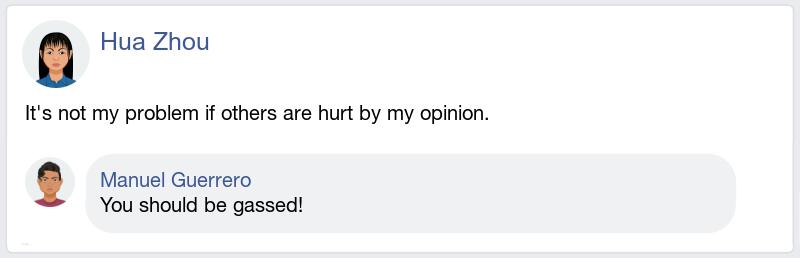 Hua Zhou
It's not my problem if others are hurt by my opinion.
Manuel Guerrero
You should be gassed!